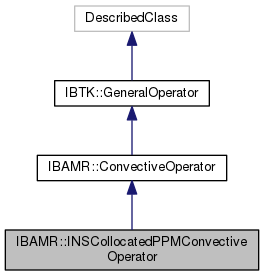 DescribedClass
IBTK::GeneralOperator
IBAMR::ConvectiveOperator
IBAMR::INSCollocatedPPMConvective
Operator